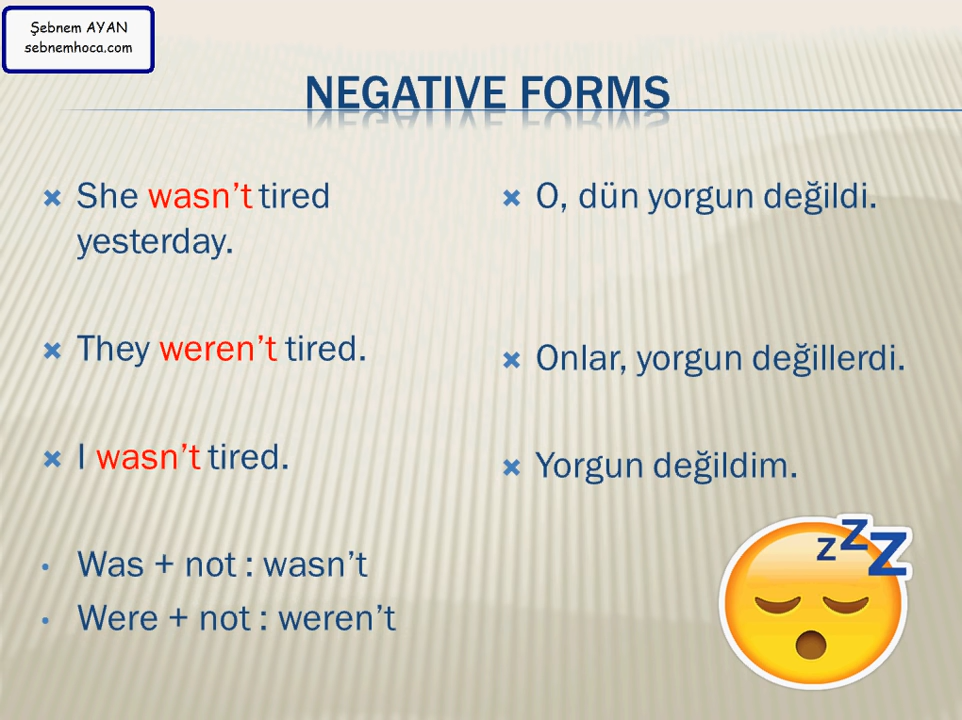 Şebnem AYAN
sebnemhoca.com
NEGATIVE FORMS
She wasn't tired
yesterday.
They weren't tired.
I wasn't tired.
• Was + not : wasn't
• Were + not : weren't
O, dün yorgun değildi.
Onlar, yorgun değillerdi.
Yorgun değildim.
z z Z